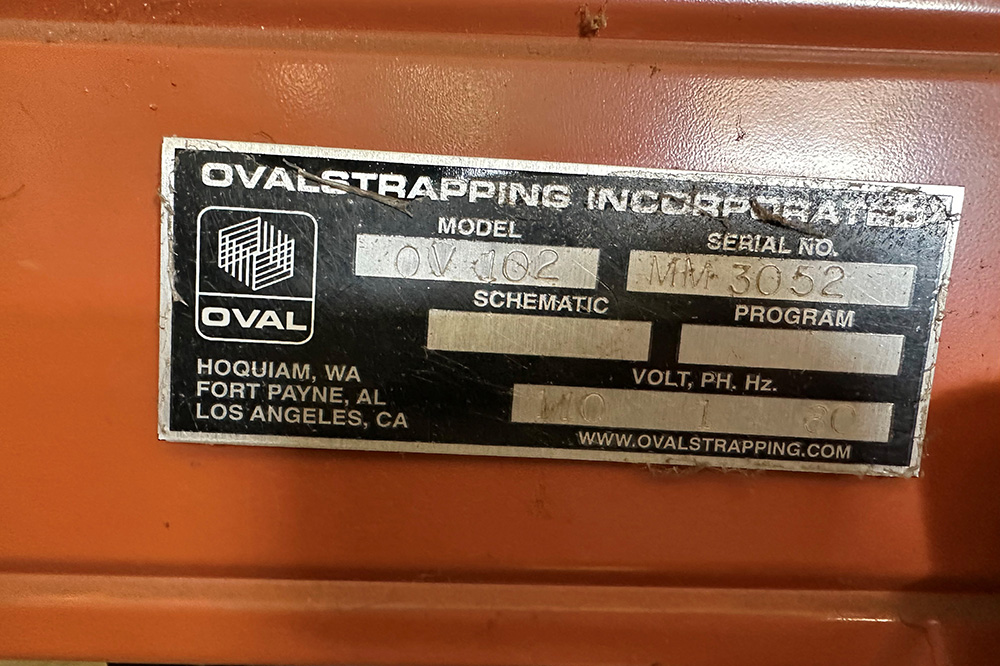 OVALSTRAPPING INCORPORATED
MODEL
OV 102
SERIAL NO.
MM 3052
SCHEMATIC
PROGRAM
OVAL
HOQUIAM, WA
FORT PAYNE, AL
LOS ANGELES, CA
VOLT, PH. Hz.
1
WWW.OVALSTRAPPING.COM